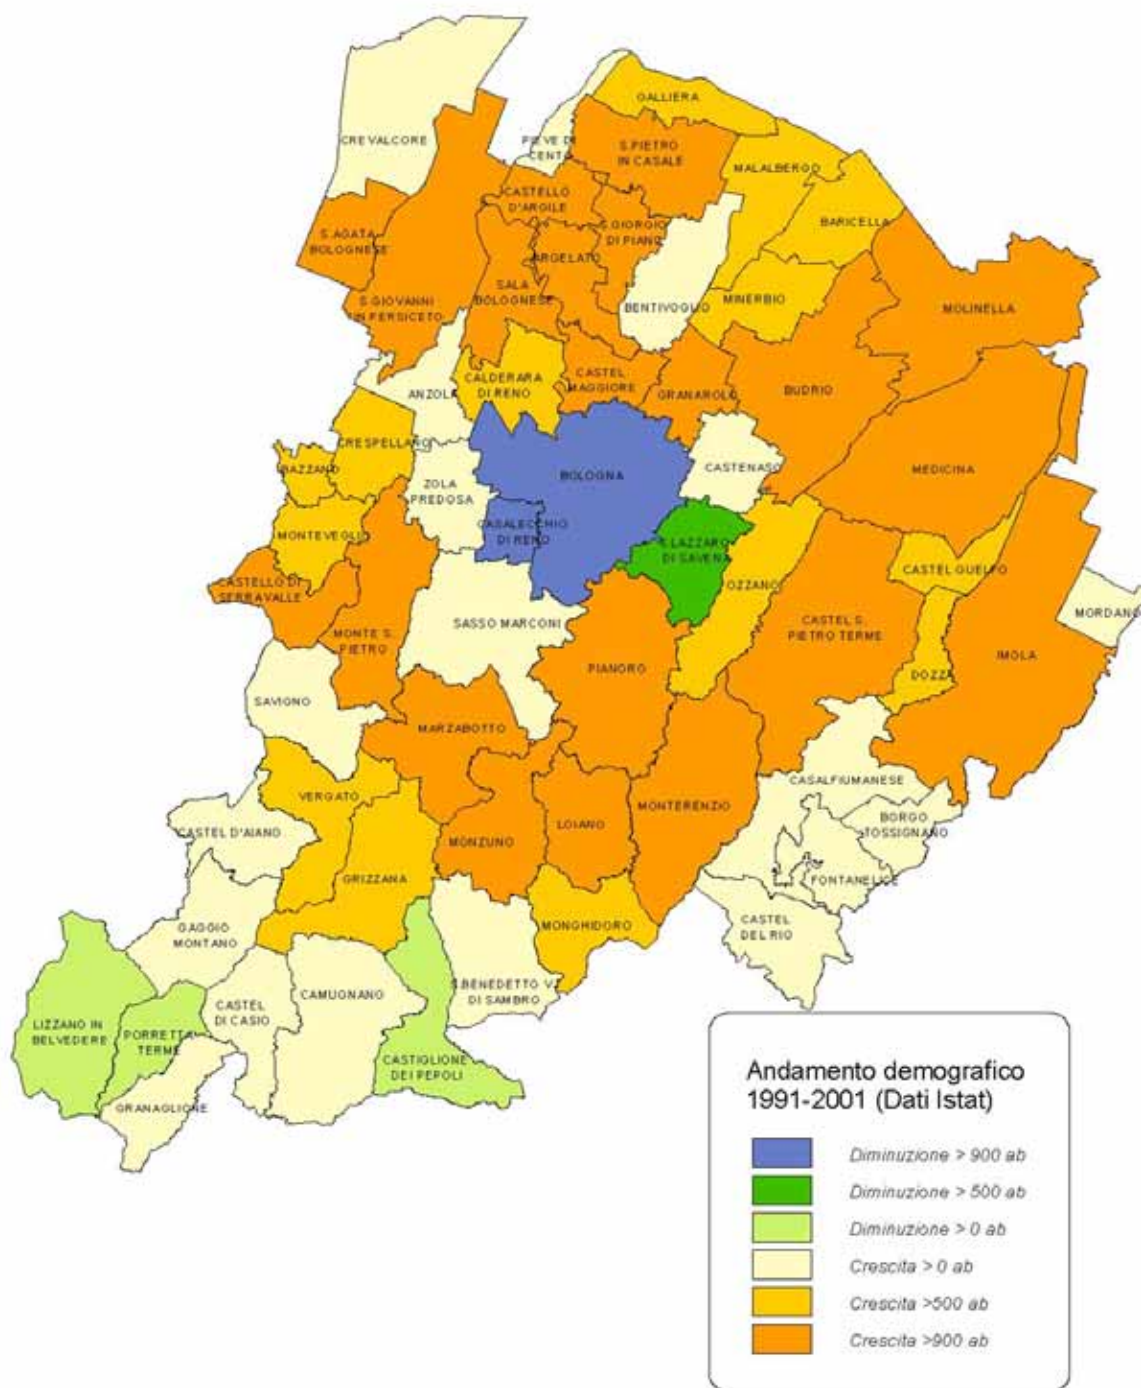 GALLIERA
CREVALCORE
PIEVE DI
CENTO
S.PIETRO
IN CASALE
MALALBERGO
CASTELLO
D'ARGILE
BARICELLA
S.AGATA
BOLOGNESE
S.GIORGIO
DI PIANO
ARGELATO
SALA
BOLOGNESE
S.GIOVANNI
IN PERSICETO
BENTIVOGLIO
MINERBIO
MOLINELLA
CALDERARA
DI RENO
CASTEL
MAGGIORE
ANZOLA
GRANAROLO
BUDRIO
CRESPELLANO
BAZZANO
ZOLA
PREDOSA
BOLOGNA
CASTENASO
MEDICINA
CASALECCHIO
DI RENO
MONTEVEGLIO
S.LAZZARO
DI SAVENA
OZZANO
CASTEL GUELFO
CASTELLO DI
SERRAVALLE
MORDANO
SASSO MARCONI
MONTE S.
PIETRO
CASTEL S.
PIETRO TERME
IMOLA
PIANORO
DOZZA
SAVIGNO
MARZABOTTO
CASALFIUMANESE
VERGATO
MONTERENZIO
BORGO
TOSSIGNANO
CASTEL D'AIANO
MONZUNO
LOIANO
GRIZZANA
FONTANELICE
GAGGIO
MONTANO
MONGHIDORO
CASTEL
DEL RIO
S.BENEDETTO V.
DI SAMBRO
CAMUGNANO
CASTEL
DI CASIO
LIZZANO IN
BELVEDERE
PORRETTA
TERME
CASTIGLIONE
DEI PEPOLI
GRANAGLIONE
Andamento demografico
1991-2001 (Dati Istat)
Diminuzione > 900 ab
Diminuzione > 500 ab
Diminuzione > 0 ab
Crescita > 0 ab
Crescita >500 ab
Crescita >900 ab